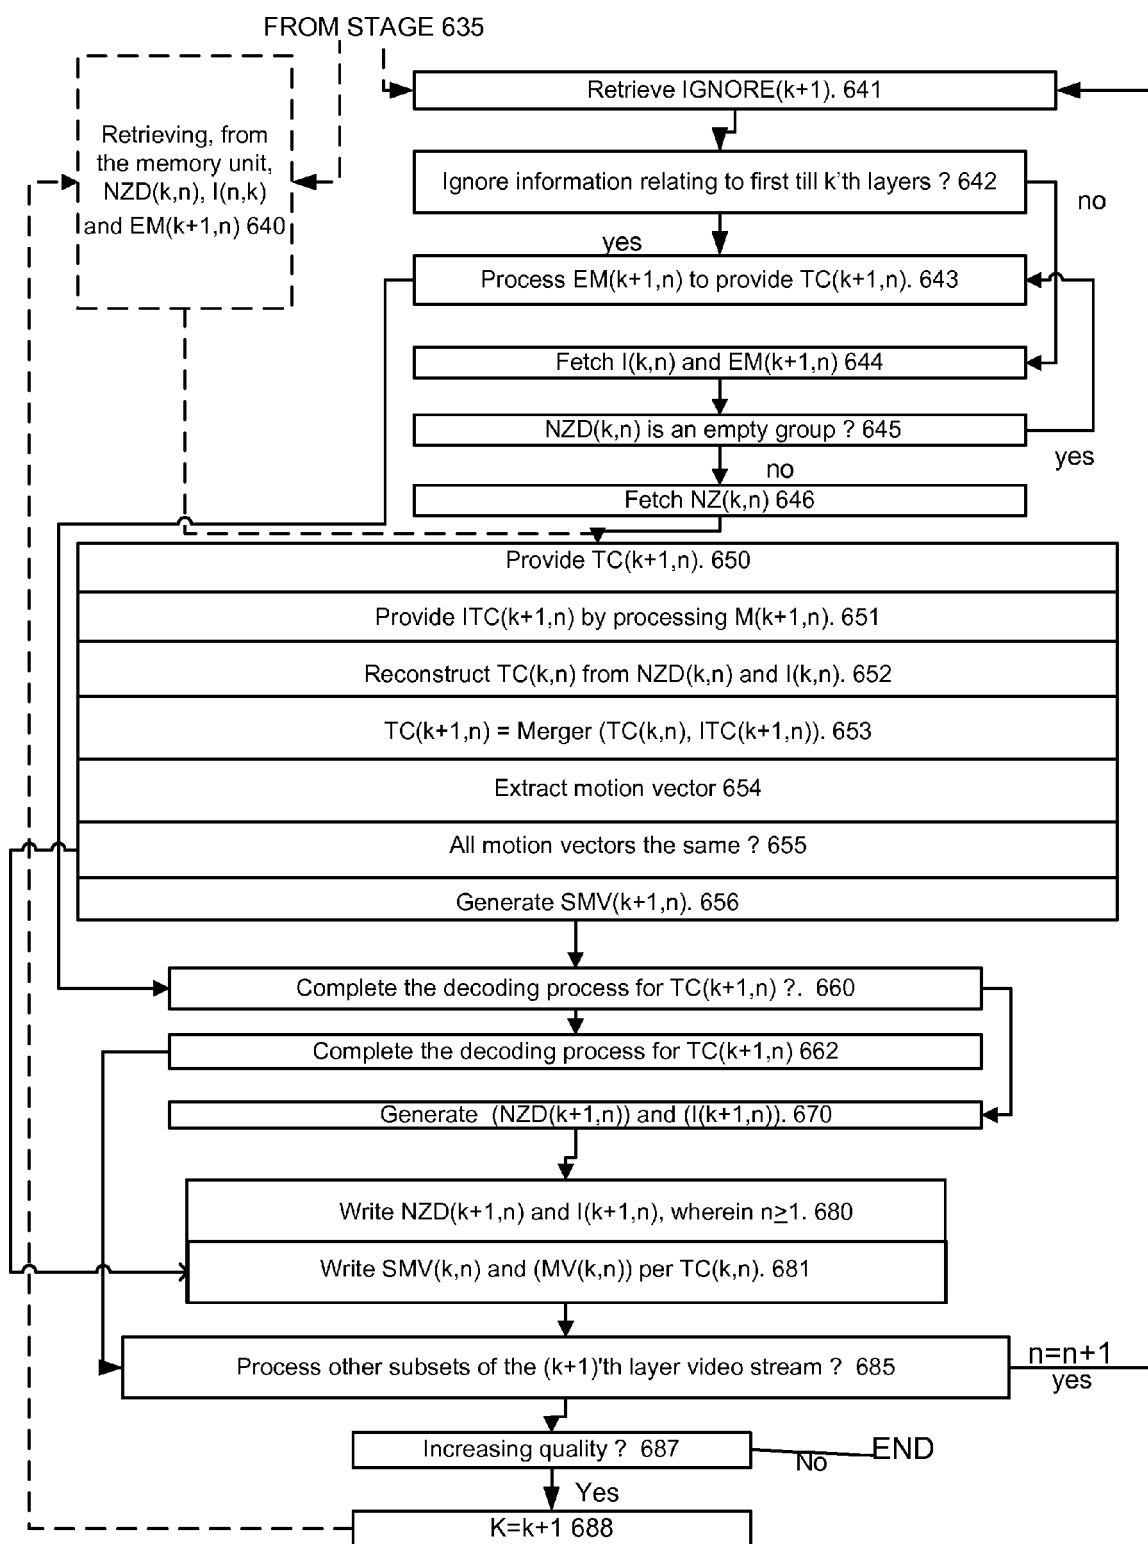 FROM STAGE 635
Retrieve IGNORE(k+1). 641
Retrieving, from
the memory unit,
NZD(k,n), I(n,k)
and EM(k+1,n) 640
Ignore information relating to first till k'th layers ? 642
no
yes
Process EM(k+1,n) to provide TC(k+1,n). 643
Fetch I(k,n) and EM(k+1,n) 644
NZD(k,n) is an empty group ? 645
yes
no
Fetch NZ(k,n) 646
Provide TC(k+1,n). 650
Provide ITC(k+1,n) by processing M(k+1,n). 651
Reconstruct TC(k,n) from NZD(k,n) and I(k,n). 652
TC(k+1,n) = Merger (TC(k,n), ITC(k+1,n)). 653
Extract motion vector 654
All motion vectors the same ? 655
Generate SMV(k+1,n). 656
Complete the decoding process for TC(k+1,n) ?. 660
Complete the decoding process for TC(k+1,n) 662
Generate (NZD(k+1,n)) and (I(k+1,n)). 670
Write NZD(k+1,n) and I(k+1,n), wherein n≥1. 680
Write SMV(k,n) and (MV(k,n)) per TC(k,n). 681
Process other subsets of the (k+1)'th layer video stream ? 685
n=n+1
yes
Increasing quality ? 687
No
END
Yes
K=k+1 688